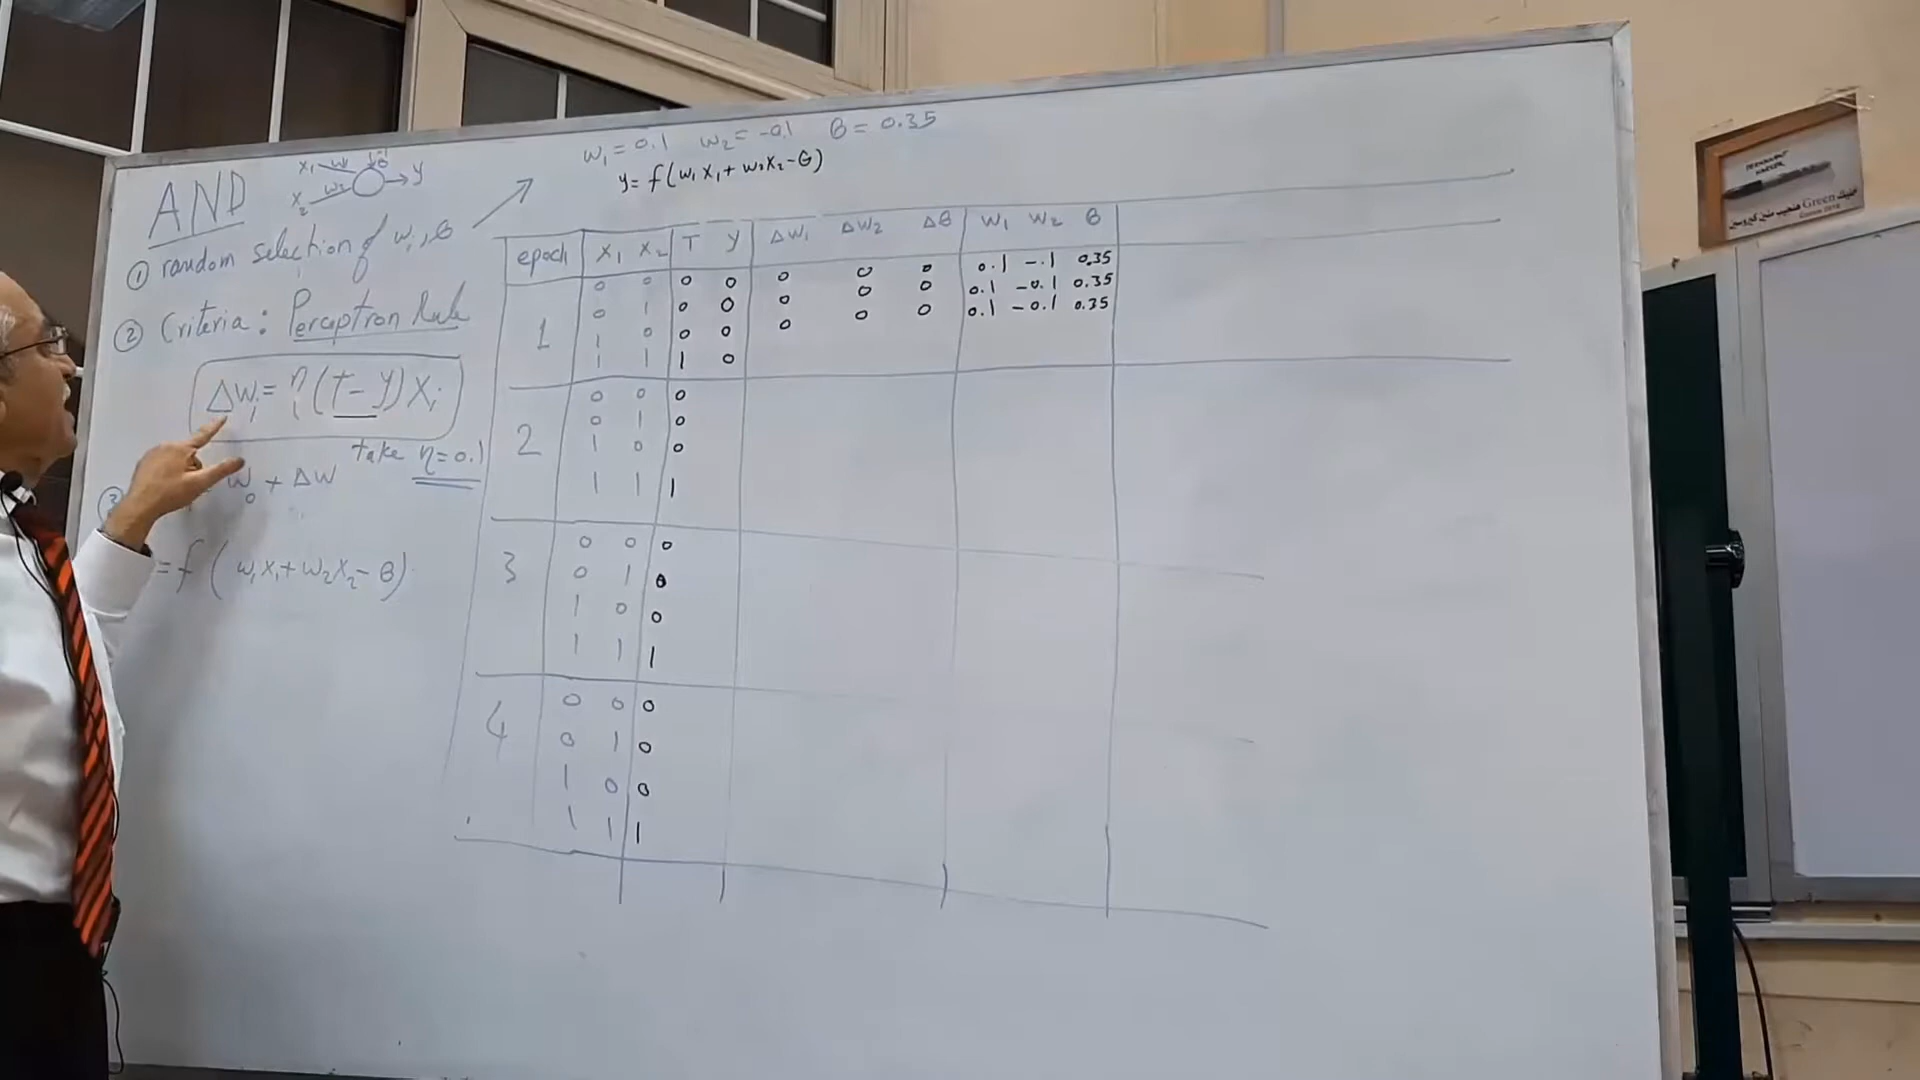 w₁ = 0.1 w₂ = -0.1 θ = 0.35
y = f(w₁x₁ + w₂x₂ - θ)
AND
x₁ w₁ θ y
x₂ w₂
① random selection of wᵢ, θ
② Criteria: Perceptron Rule
Δwᵢ = η(T - y)xᵢ
take η = 0.1
w₀ + Δw
= f(w₁x₁ + w₂x₂ - θ)
epoch x₁ x₂ T y Δw₁ Δw₂ Δθ w₁ w₂ θ
1
0 0 0 0 0 0 0 0.1 -.1 0.35
0 1 0 0 0 0 0 0.1 -0.1 0.35
1 0 0 0 0 0 0 0.1 -0.1 0.35
1 1 1 0
2
0 0 0
0 1 0
1 0 0
1 1 1
3
0 0 0
0 1 0
1 0 0
1 1 1
4
0 0 0
0 1 0
1 0 0
1 1 1
PERMANENT
MARKER
Green